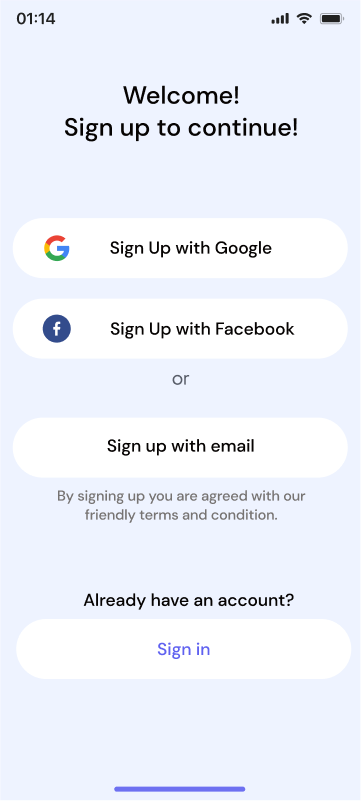 01:14
Welcome!
Sign up to continue!
Sign Up with Google
Sign Up with Facebook
or
Sign up with email
By signing up you are agreed with our
friendly terms and condition.
Already have an account?
Sign in